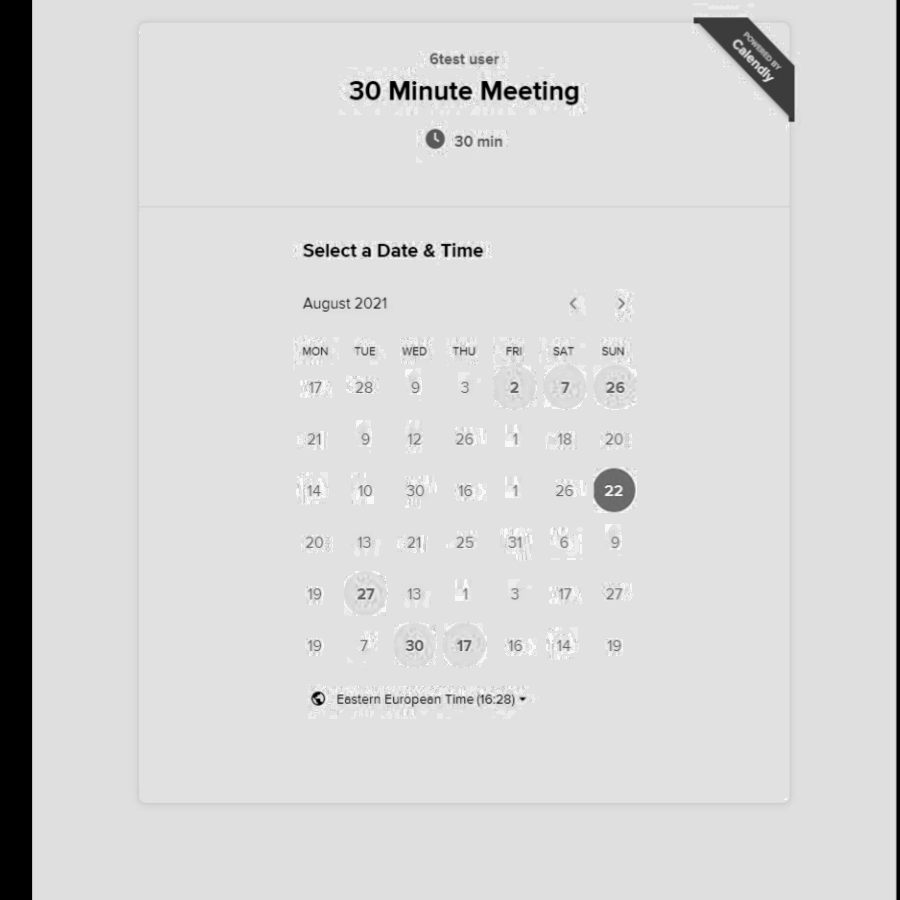 POWERED BY
Calendly
6test user
30 Minute Meeting
30 min
Select a Date & Time
August 2021
MON TUE WED THU FRI SAT SUN
17 28 9 3 2 7 26
21 9 12 26 1 18 20
14 10 30 16 1 26 22
20 13 21 25 31 6 9
19 27 13 1 3 17 27
19 7 30 17 16 14 19
Eastern European Time (16:28)